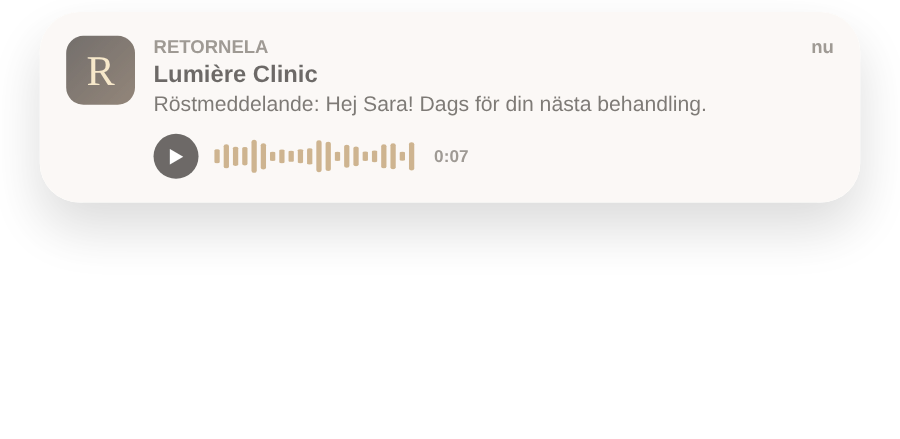 R
RETORNELA
nu
Lumière Clinic
Röstmeddelande: Hej Sara! Dags för din nästa behandling.
0:07